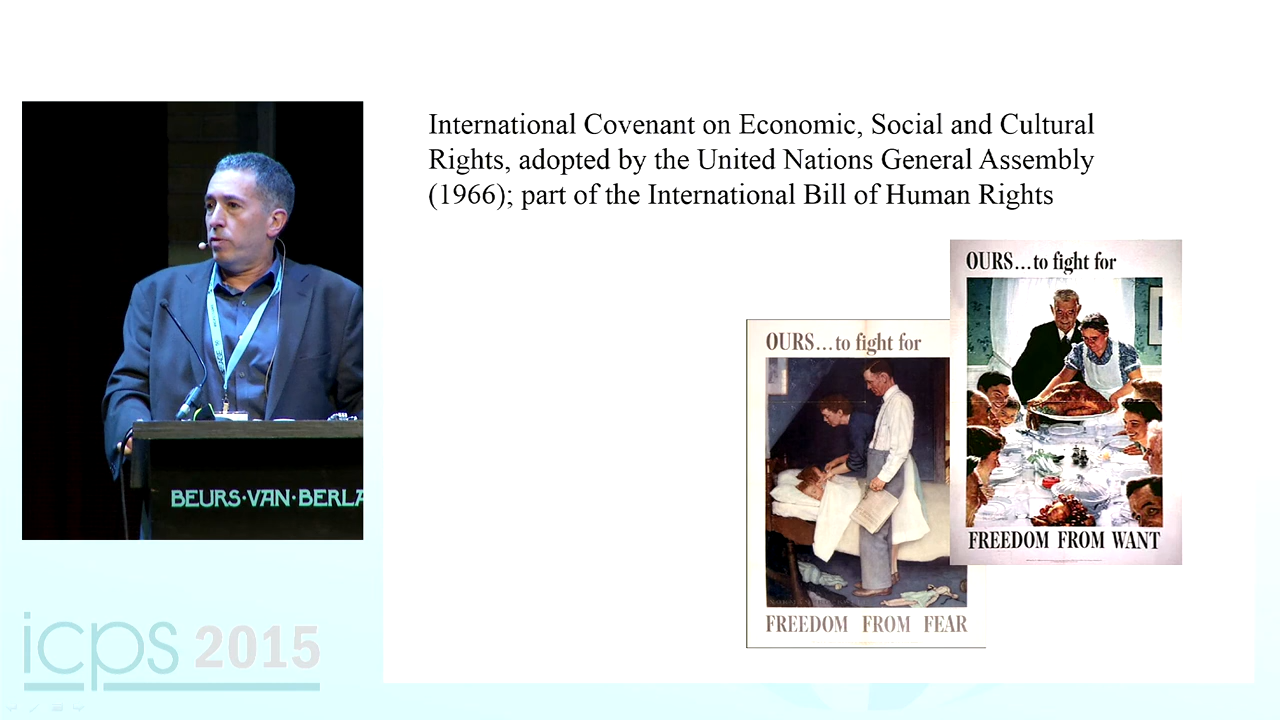 International Covenant on Economic, Social and Cultural
Rights, adopted by the United Nations General Assembly
(1966); part of the International Bill of Human Rights
OURS...to fight for
FREEDOM FROM WANT
OURS...to fight for
FREEDOM FROM FEAR
BEURS·VAN·BERLA
icps 2015